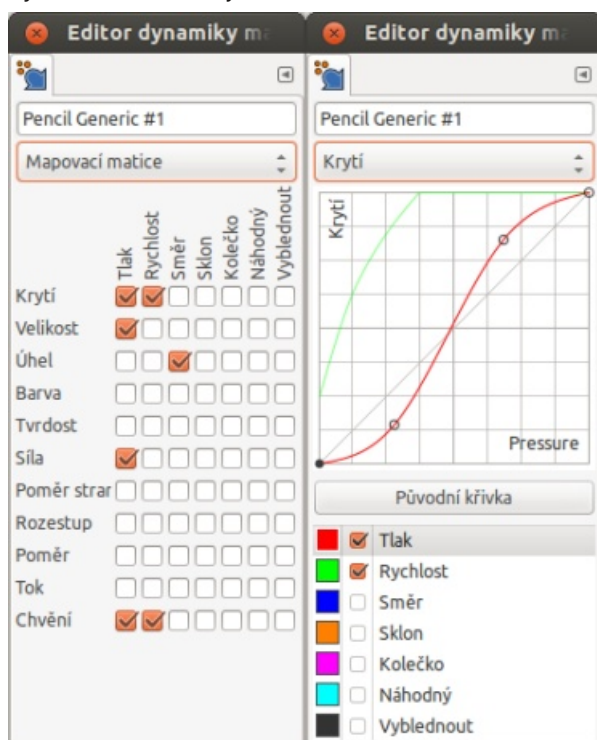 Editor dynamiky ma
Pencil Generic #1
Mapovací matice
Tlak
Rychlost
Směr
Sklon
Kolečko
Náhodný
Vyblednout
Krytí
Velikost
Úhel
Barva
Tvrdost
Síla
Poměr stran
Rozestup
Poměr
Tok
Chvění
Editor dynamiky ma
Pencil Generic #1
Krytí
Krytí
Pressure
Původní křivka
Tlak
Rychlost
Směr
Sklon
Kolečko
Náhodný
Vyblednout